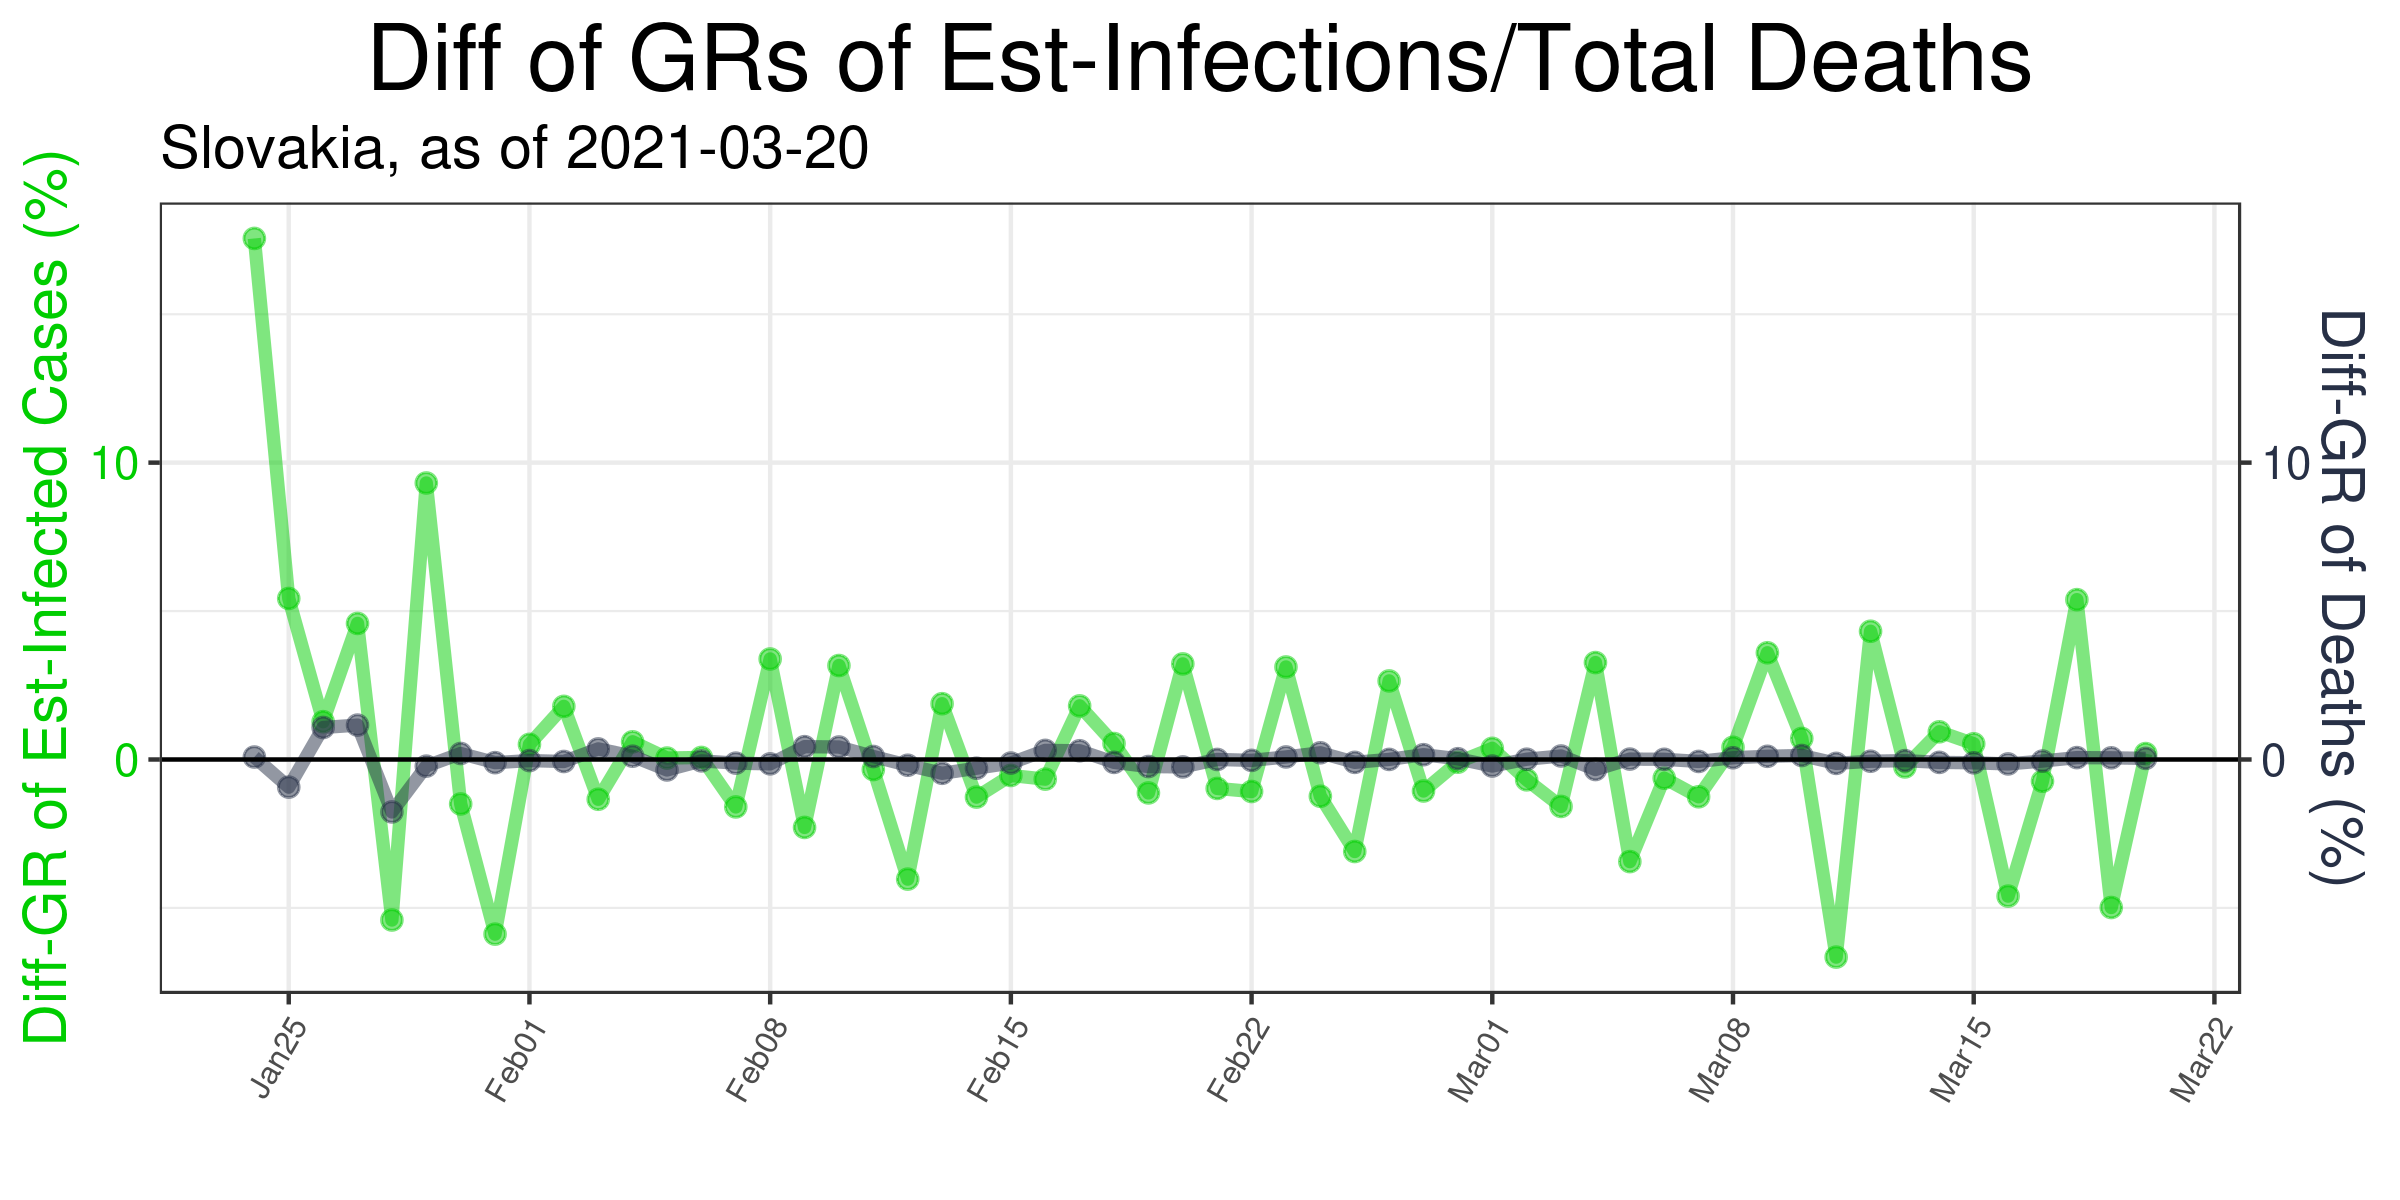 Diff of GRs of Est-Infections/Total Deaths
Slovakia, as of 2021-03-20
Diff-GR of Est-Infected Cases (%)
10
0
10
0
Diff-GR of Deaths (%)
Jan25
Feb01
Feb08
Feb15
Feb22
Mar01
Mar08
Mar15
Mar22